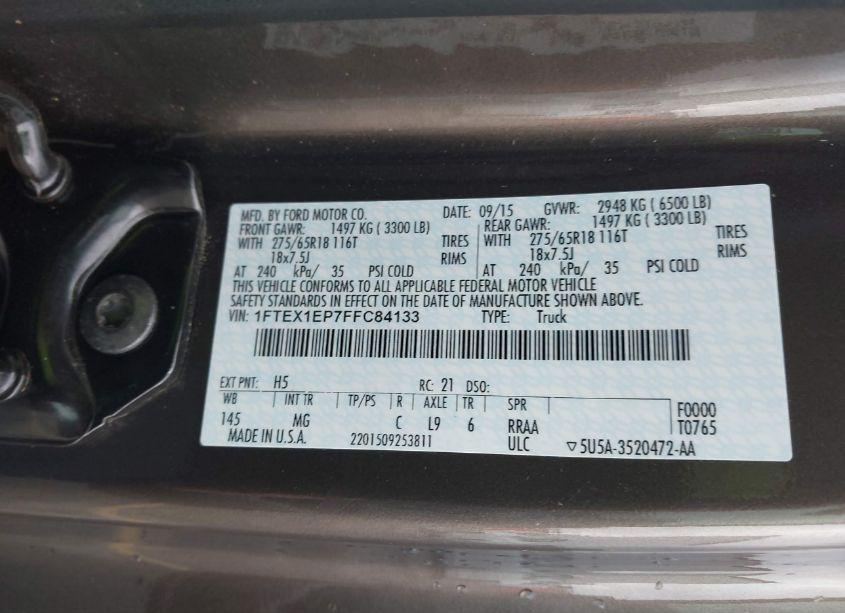 MFD. BY FORD MOTOR CO. DATE: 09/15 GVWR: 2948 KG ( 6500 LB)
FRONT GAWR: 1497 KG ( 3300 LB) REAR GAWR: 1497 KG ( 3300 LB)
WITH 275/65R18 116T TIRES WITH 275/65R18 116T TIRES
18x7.5J RIMS 18x7.5J RIMS
AT 240 kPa/ 35 PSI COLD AT 240 kPa/ 35 PSI COLD
THIS VEHICLE CONFORMS TO ALL APPLICABLE FEDERAL MOTOR VEHICLE
SAFETY STANDARDS IN EFFECT ON THE DATE OF MANUFACTURE SHOWN ABOVE.
VIN: 1FTEX1EP7FFC84133 TYPE: Truck
EXT PNT: H5 RC: 21 DSO:
WB INT TR TP/PS R AXLE TR SPR F0000
145 MG C L9 6 RRAA T0765
MADE IN U.S.A. 2201509253811 ULC ▽5U5A-3520472-AA